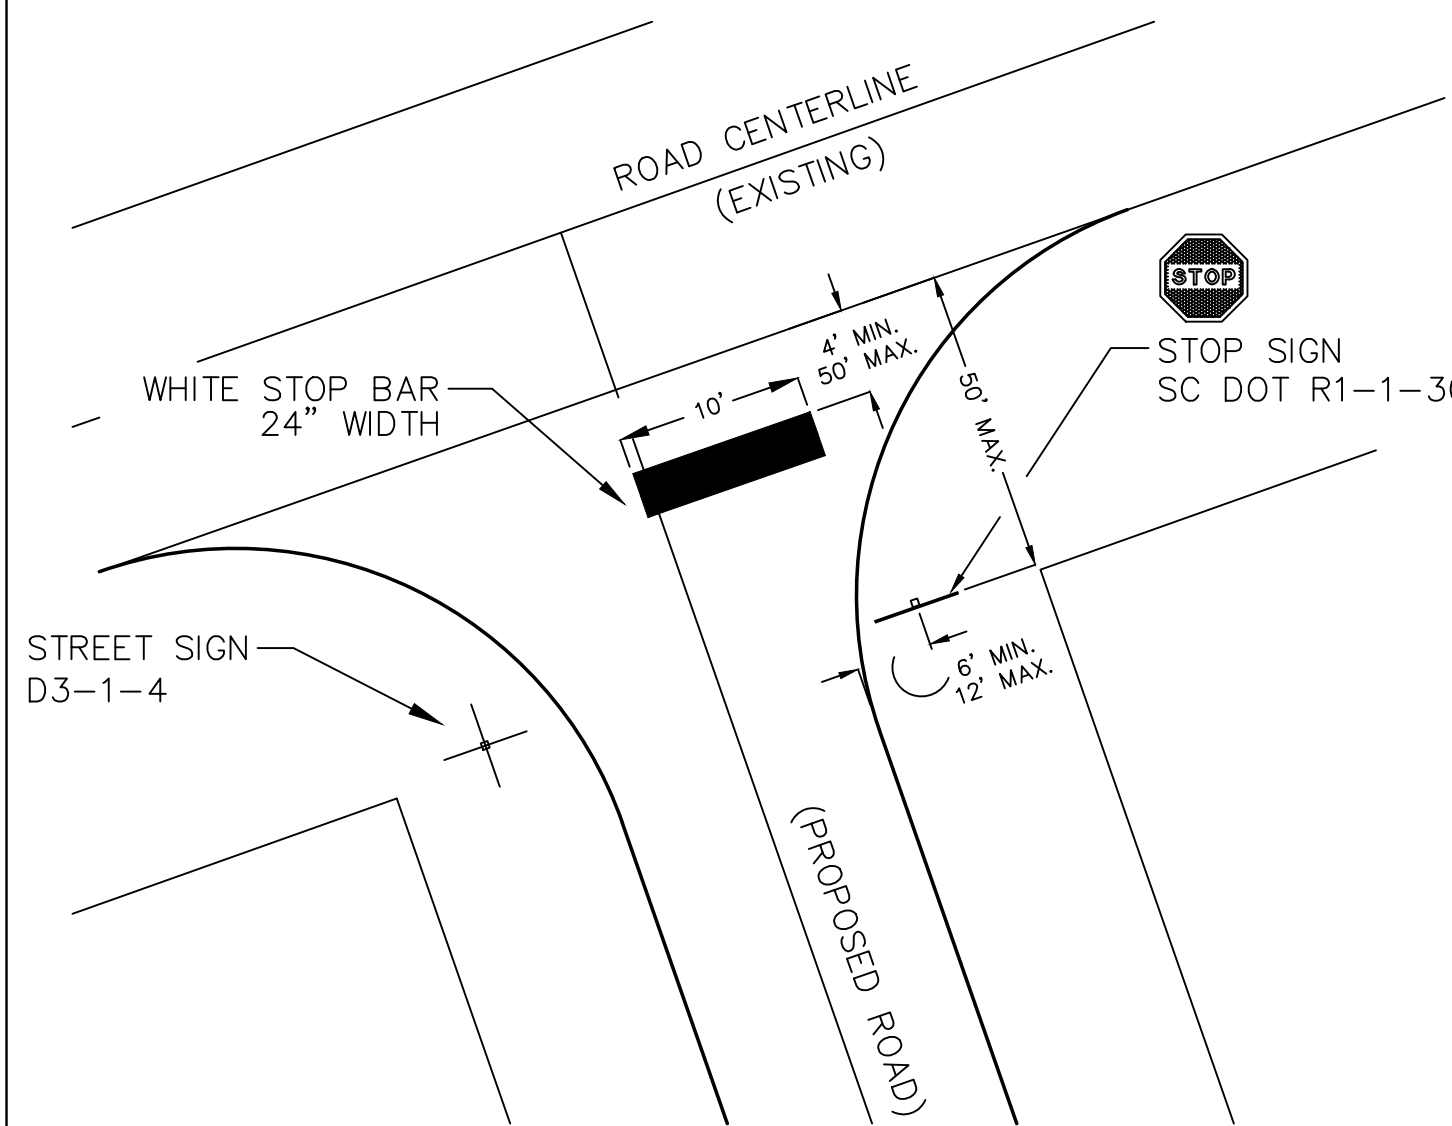 ROAD CENTERLINE
(EXISTING)
STOP
4' MIN.
50' MAX.
STOP SIGN
SC DOT R1-1-3
WHITE STOP BAR
24" WIDTH
10'
50' MAX.
STREET SIGN
D3-1-4
6' MIN.
12' MAX.
(PROPOSED ROAD)